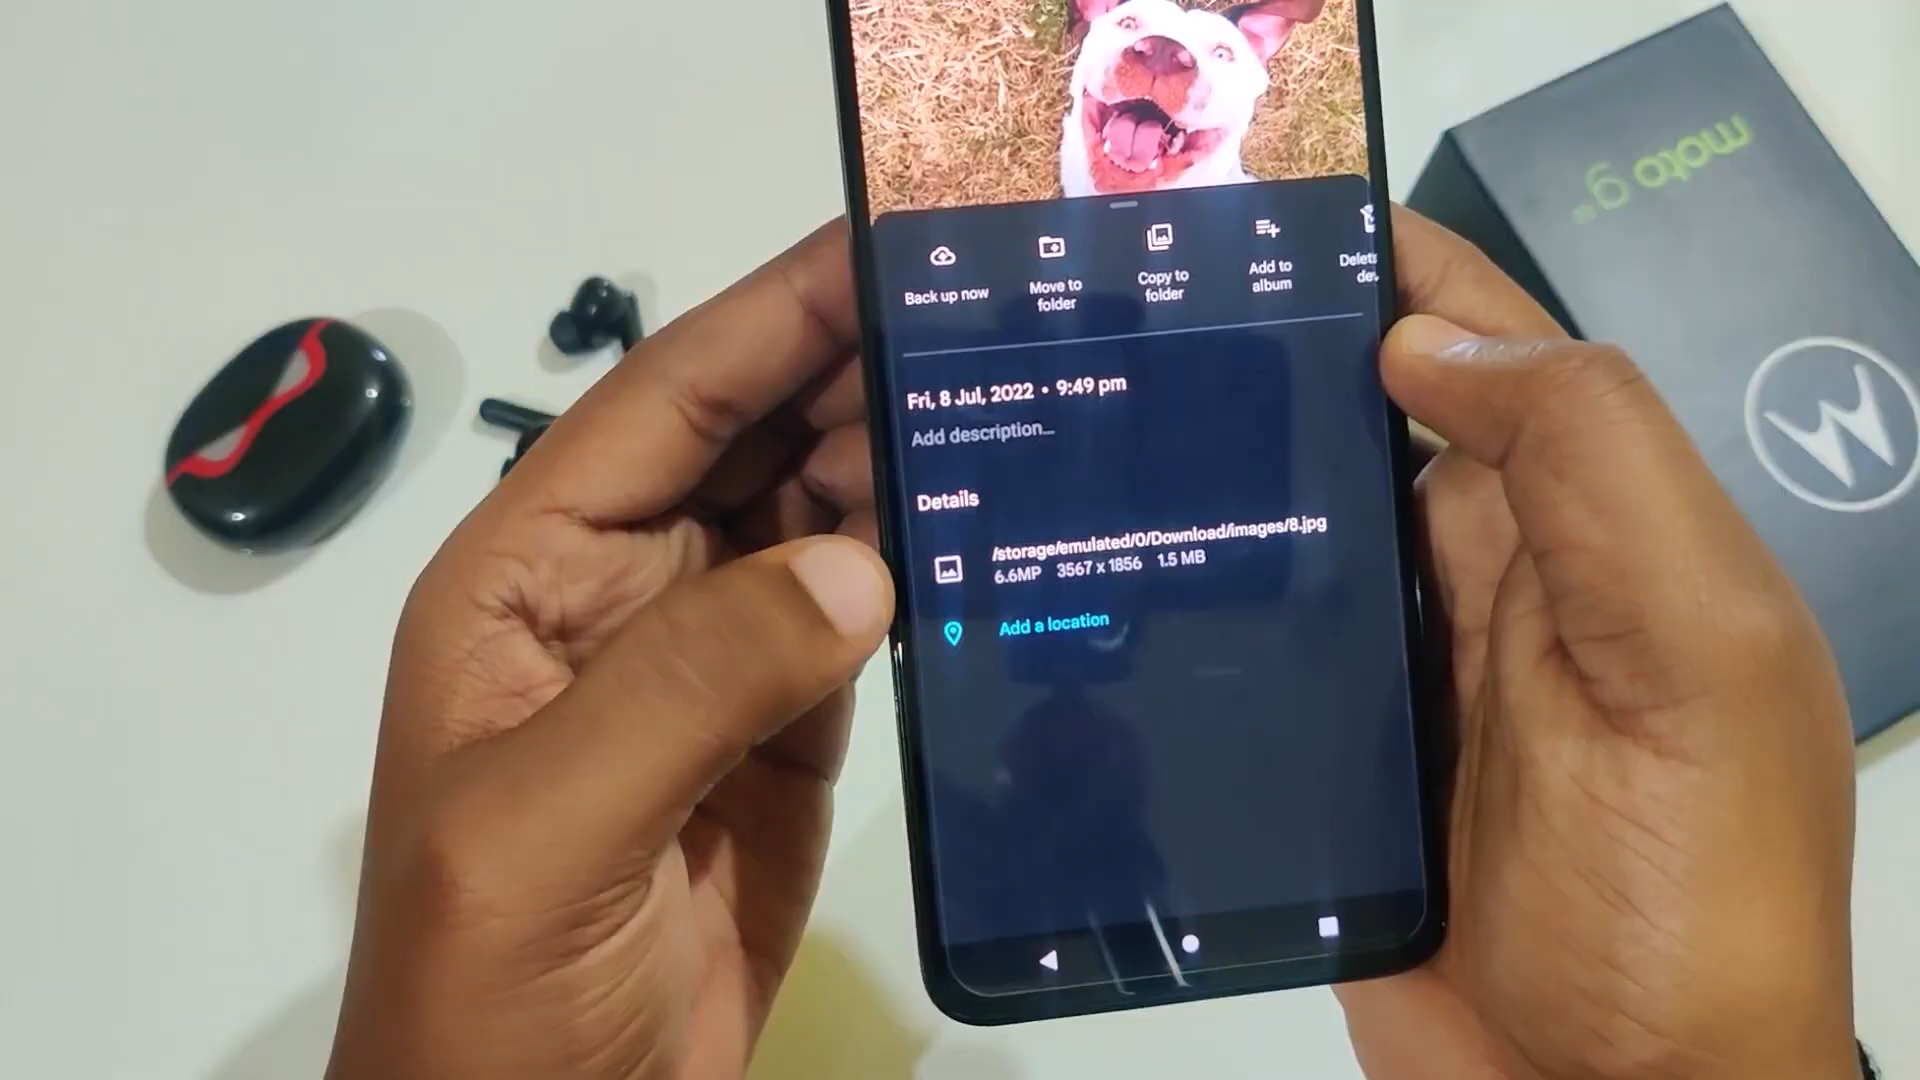 moto g
Back up now
Move to
folder
Copy to
folder
Add to
album
Delet
dev
Fri, 8 Jul, 2022 • 9:49 pm
Add description...
Details
/storage/emulated/0/Download/images/8.jpg
6.6MP 3567 x 1856 1.5 MB
Add a location